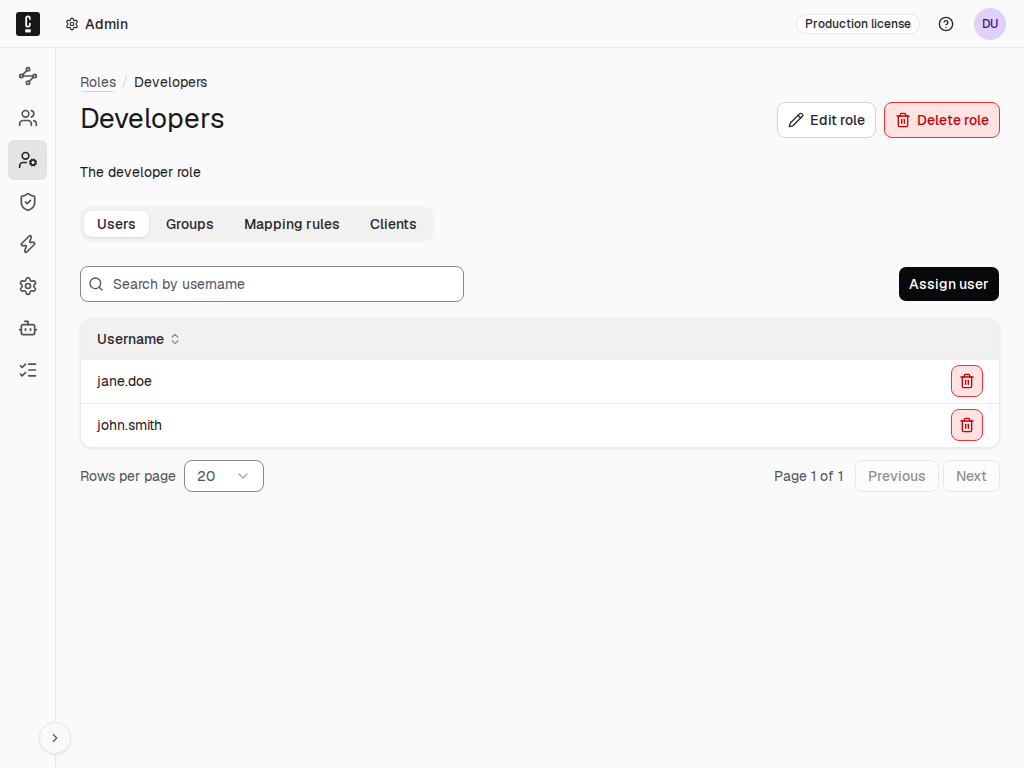 Admin
Production license
DU
Roles / Developers
Developers
Edit role
Delete role
The developer role
Users
Groups
Mapping rules
Clients
Search by username
Assign user
Username
jane.doe
john.smith
Rows per page
20
Page 1 of 1
Previous
Next